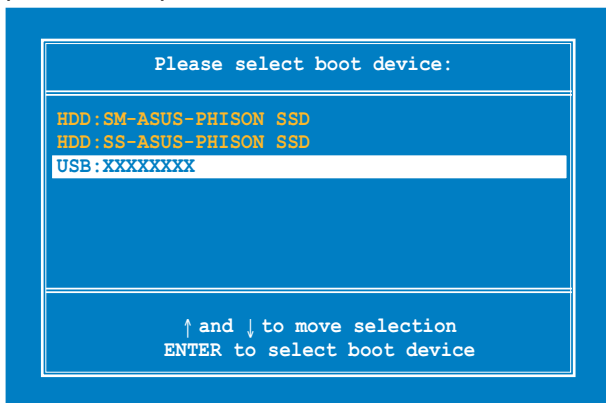 Please select boot device:
HDD:SM-ASUS-PHISON SSD
HDD:SS-ASUS-PHISON SSD
USB:XXXXXXXX
↑ and ↓ to move selection
ENTER to select boot device